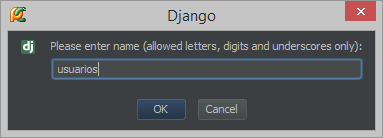 Django
dj
Please enter name (allowed letters, digits and underscores only):
usuarios
OK
Cancel